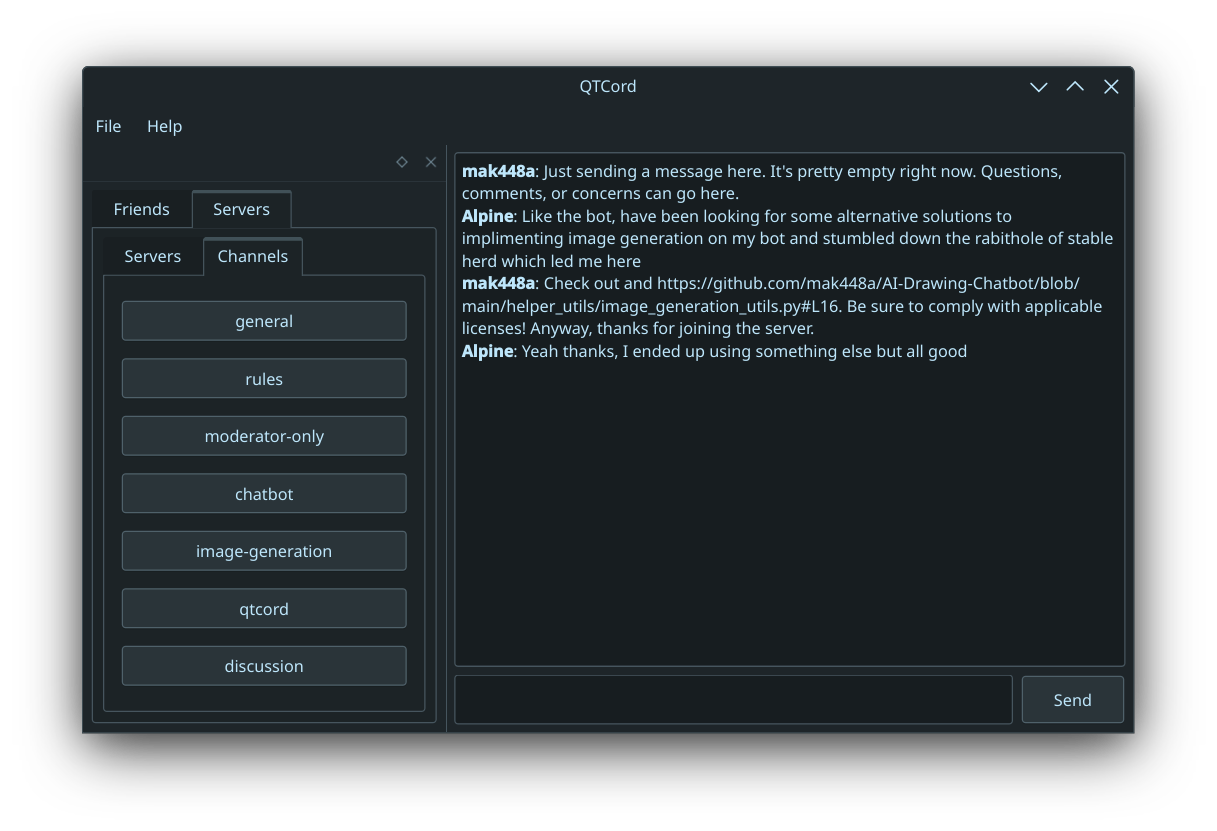 QTCord
File Help
Friends Servers
Servers Channels
general
rules
moderator-only
chatbot
image-generation
qtcord
discussion
mak448a: Just sending a message here. It's pretty empty right now. Questions,
comments, or concerns can go here.
Alpine: Like the bot, have been looking for some alternative solutions to
implimenting image generation on my bot and stumbled down the rabithole of stable
herd which led me here
mak448a: Check out and https://github.com/mak448a/AI-Drawing-Chatbot/blob/
main/helper_utils/image_generation_utils.py#L16. Be sure to comply with applicable
licenses! Anyway, thanks for joining the server.
Alpine: Yeah thanks, I ended up using something else but all good
Send